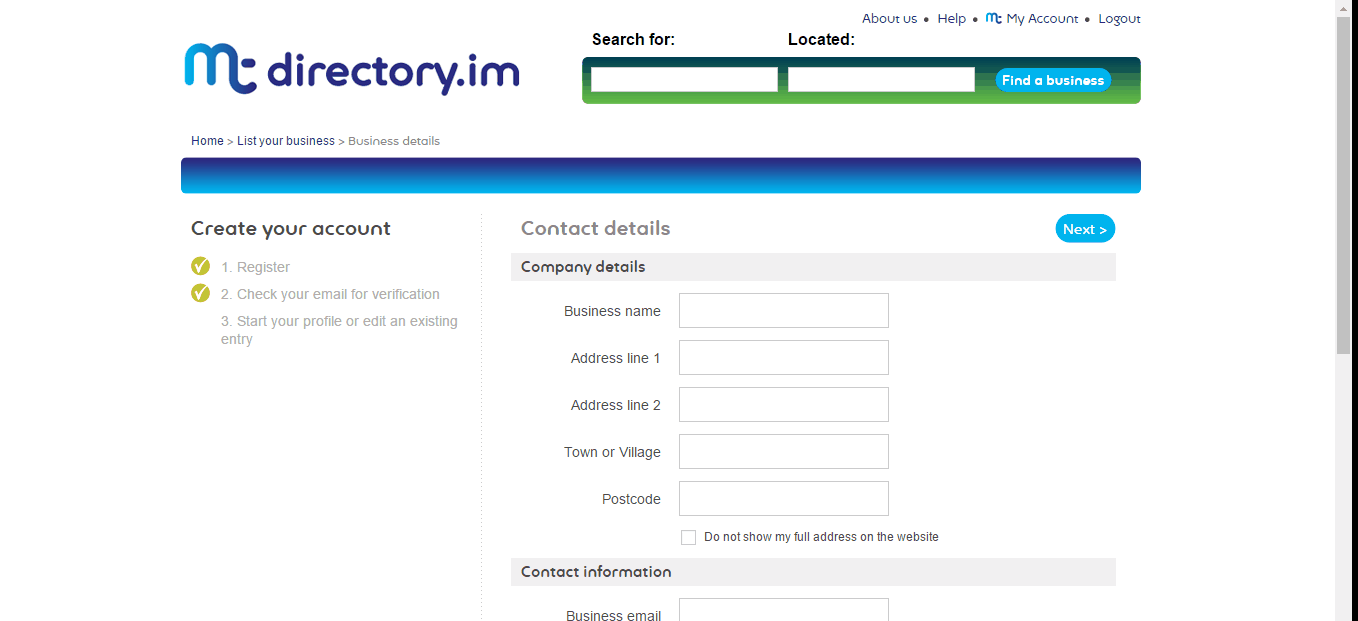 About us • Help • mt My Account • Logout
Search for: Located:
mt directory.im
Find a business
Home > List your business > Business details
Create your account
1. Register
2. Check your email for verification
3. Start your profile or edit an existing
entry
Contact details
Next >
Company details
Business name
Address line 1
Address line 2
Town or Village
Postcode
Do not show my full address on the website
Contact information
Business email